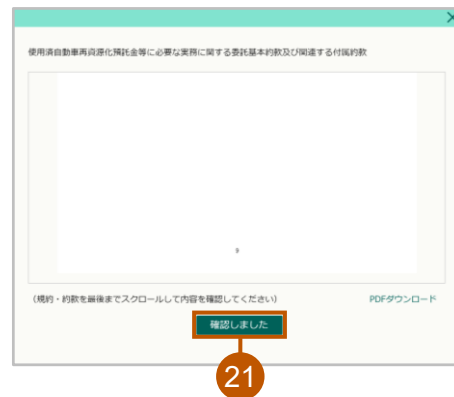 使用済自動車再資源化預託金等に必要な実務に関する委託基本約款及び関連する付属約款
9
(規約・約款を最後までスクロールして内容を確認してください)
PDFダウンロード
確認しました
21